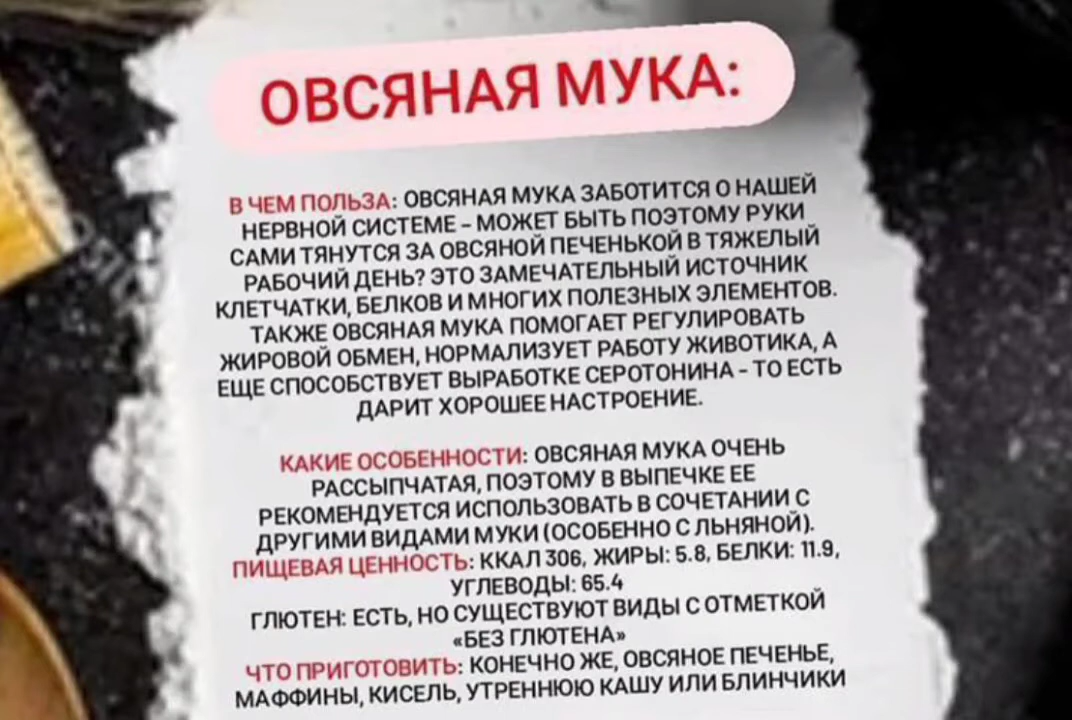 ОВСЯНАЯ МУКА:
В ЧЕМ ПОЛЬЗА: ОВСЯНАЯ МУКА ЗАБОТИТСЯ О НАШЕЙ
НЕРВНОЙ СИСТЕМЕ – МОЖЕТ БЫТЬ ПОЭТОМУ РУКИ
САМИ ТЯНУТСЯ ЗА ОВСЯНОЙ ПЕЧЕНЬКОЙ В ТЯЖЕЛЫЙ
РАБОЧИЙ ДЕНЬ? ЭТО ЗАМЕЧАТЕЛЬНЫЙ ИСТОЧНИК
КЛЕТЧАТКИ, БЕЛКОВ И МНОГИХ ПОЛЕЗНЫХ ЭЛЕМЕНТОВ.
ТАКЖЕ ОВСЯНАЯ МУКА ПОМОГАЕТ РЕГУЛИРОВАТЬ
ЖИРОВОЙ ОБМЕН, НОРМАЛИЗУЕТ РАБОТУ ЖИВОТИКА, А
ЕЩЕ СПОСОБСТВУЕТ ВЫРАБОТКЕ СЕРОТОНИНА – ТО ЕСТЬ
ДАРИТ ХОРОШЕЕ НАСТРОЕНИЕ.
КАКИЕ ОСОБЕННОСТИ: ОВСЯНАЯ МУКА ОЧЕНЬ
РАССЫПЧАТАЯ, ПОЭТОМУ В ВЫПЕЧКЕ ЕЕ
РЕКОМЕНДУЕТСЯ ИСПОЛЬЗОВАТЬ В СОЧЕТАНИИ С
ДРУГИМИ ВИДАМИ МУКИ (ОСОБЕННО С ЛЬНЯНОЙ).
ПИЩЕВАЯ ЦЕННОСТЬ: ККАЛ 306, ЖИРЫ: 5.8, БЕЛКИ: 11.9,
УГЛЕВОДЫ: 65.4
ГЛЮТЕН: ЕСТЬ, НО СУЩЕСТВУЮТ ВИДЫ С ОТМЕТКОЙ
«БЕЗ ГЛЮТЕНА»
ЧТО ПРИГОТОВИТЬ: КОНЕЧНО ЖЕ, ОВСЯНОЕ ПЕЧЕНЬЕ,
МАФФИНЫ, КИСЕЛЬ, УТРЕННЮЮ КАШУ ИЛИ БЛИНЧИКИ